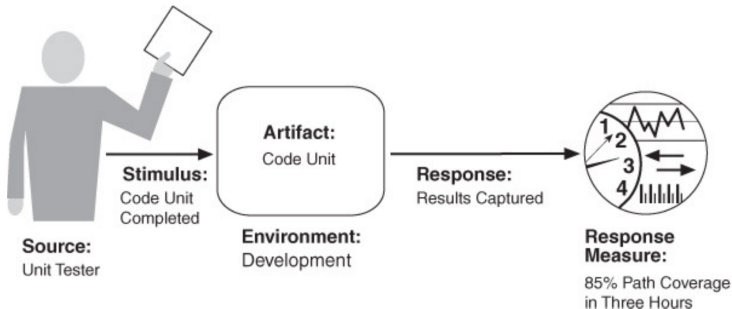 Source:
Unit Tester
Stimulus:
Code Unit
Completed
Artifact:
Code Unit
Environment:
Development
Response:
Results Captured
1
2
3
4
Response
Measure:
85% Path Coverage
in Three Hours